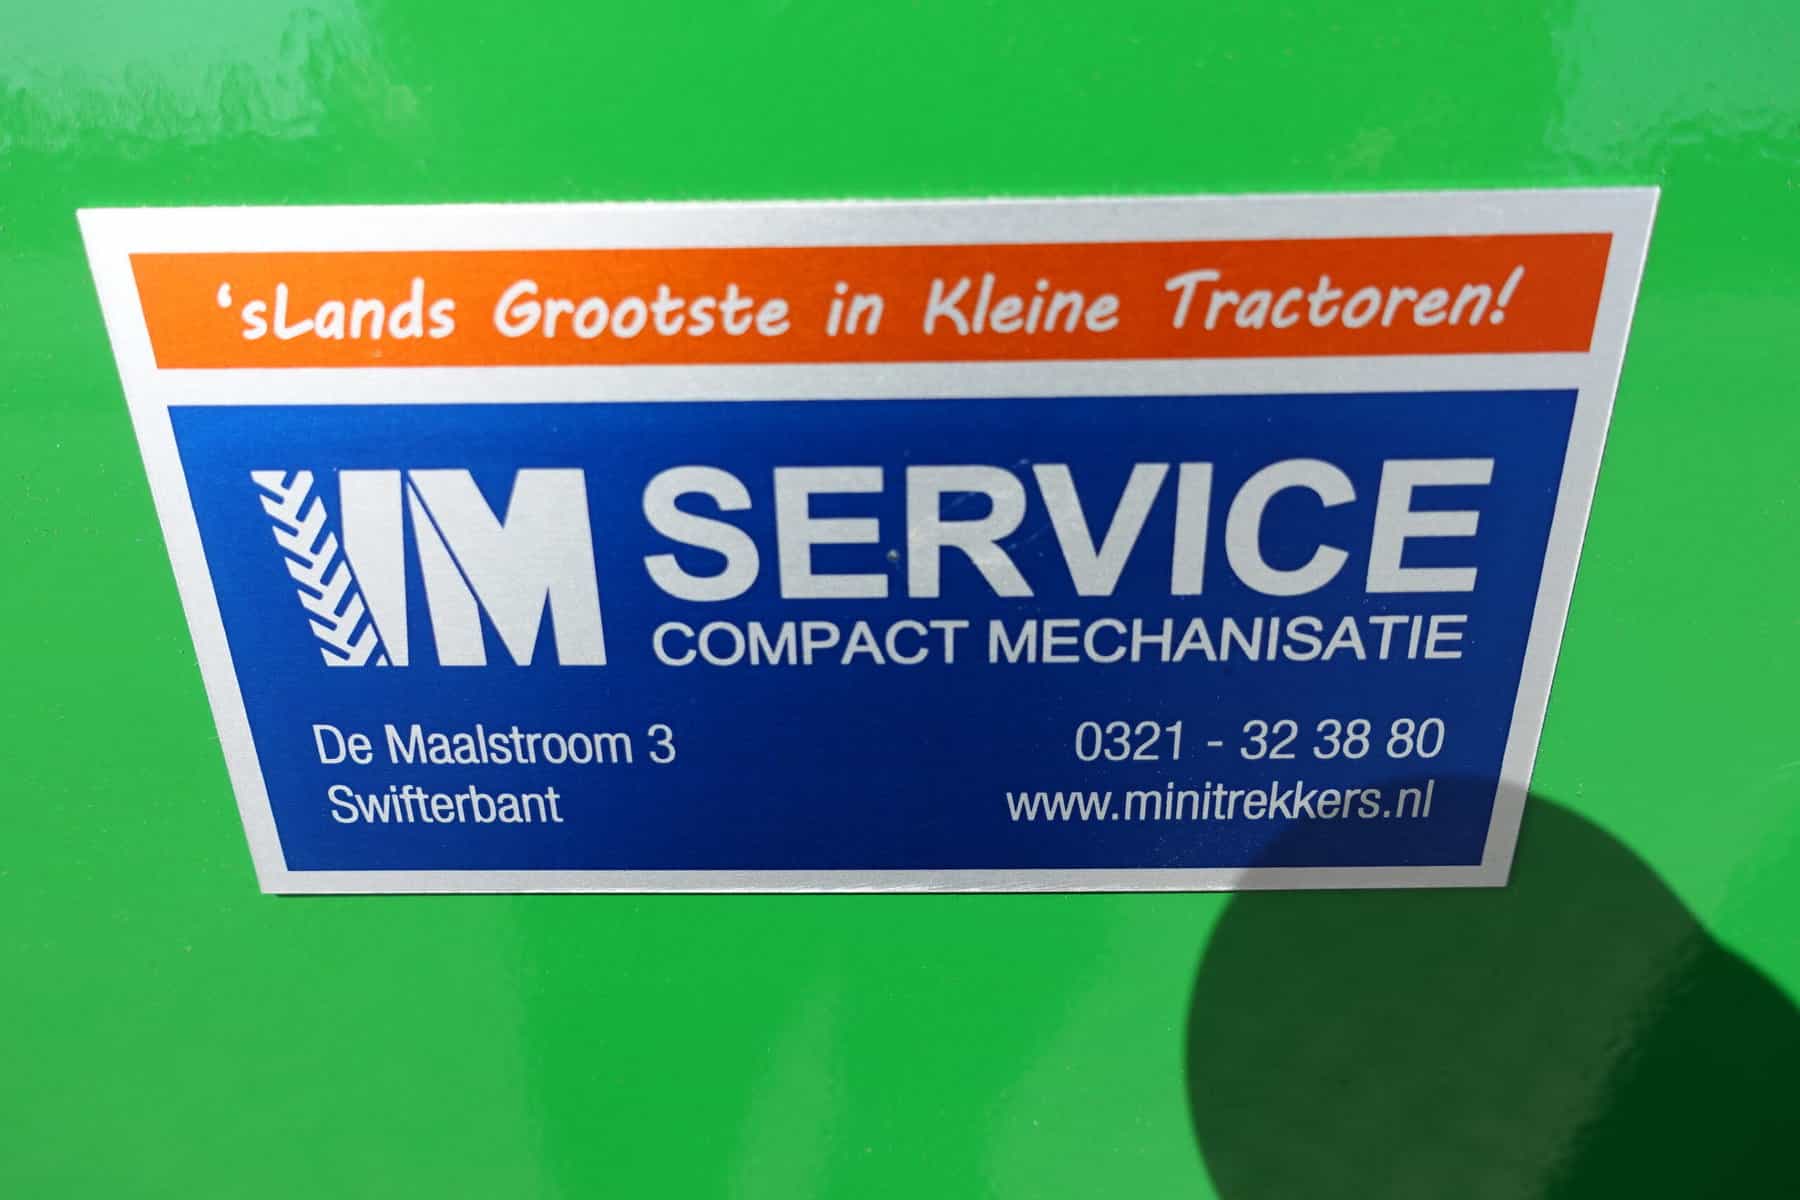 'sLands Grootste in Kleine Tractoren!
IM SERVICE
COMPACT MECHANISATIE
De Maalstroom 3
Swifterbant
0321 - 32 38 80
www.minitrekkers.nl